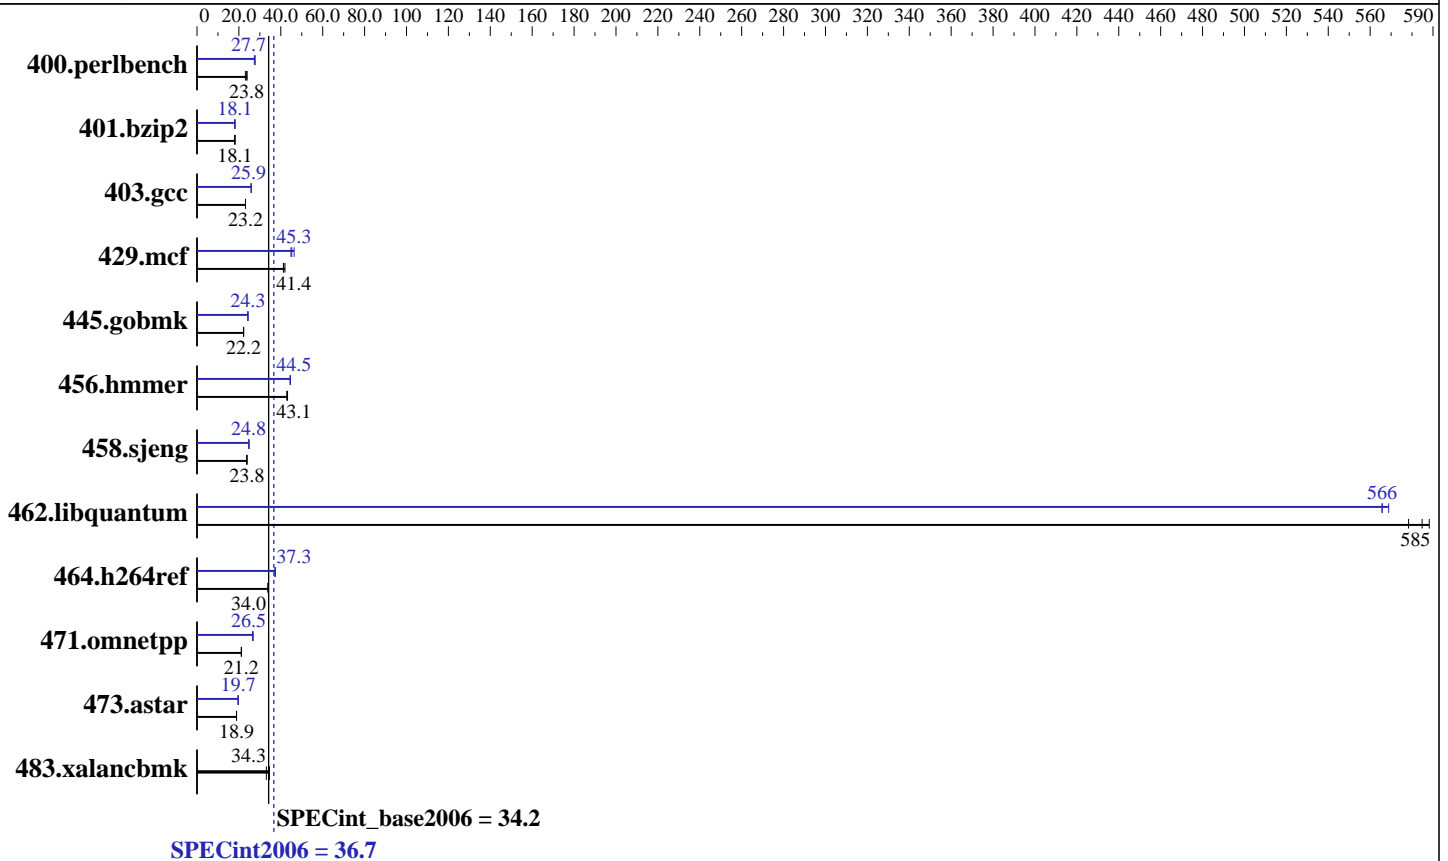 0 20.0 40.0 60.0 80.0 100 120 140 160 180 200 220 240 260 280 300 320 340 360 380 400 420 440 460 480 500 520 540 560 590
27.7
400.perlbench
23.8
18.1
401.bzip2
18.1
25.9
403.gcc
23.2
45.3
429.mcf
41.4
24.3
445.gobmk
22.2
44.5
456.hmmer
43.1
24.8
458.sjeng
23.8
566
462.libquantum
585
37.3
464.h264ref
34.0
26.5
471.omnetpp
21.2
19.7
473.astar
18.9
34.3
483.xalancbmk
SPECint_base2006 = 34.2
SPECint2006 = 36.7